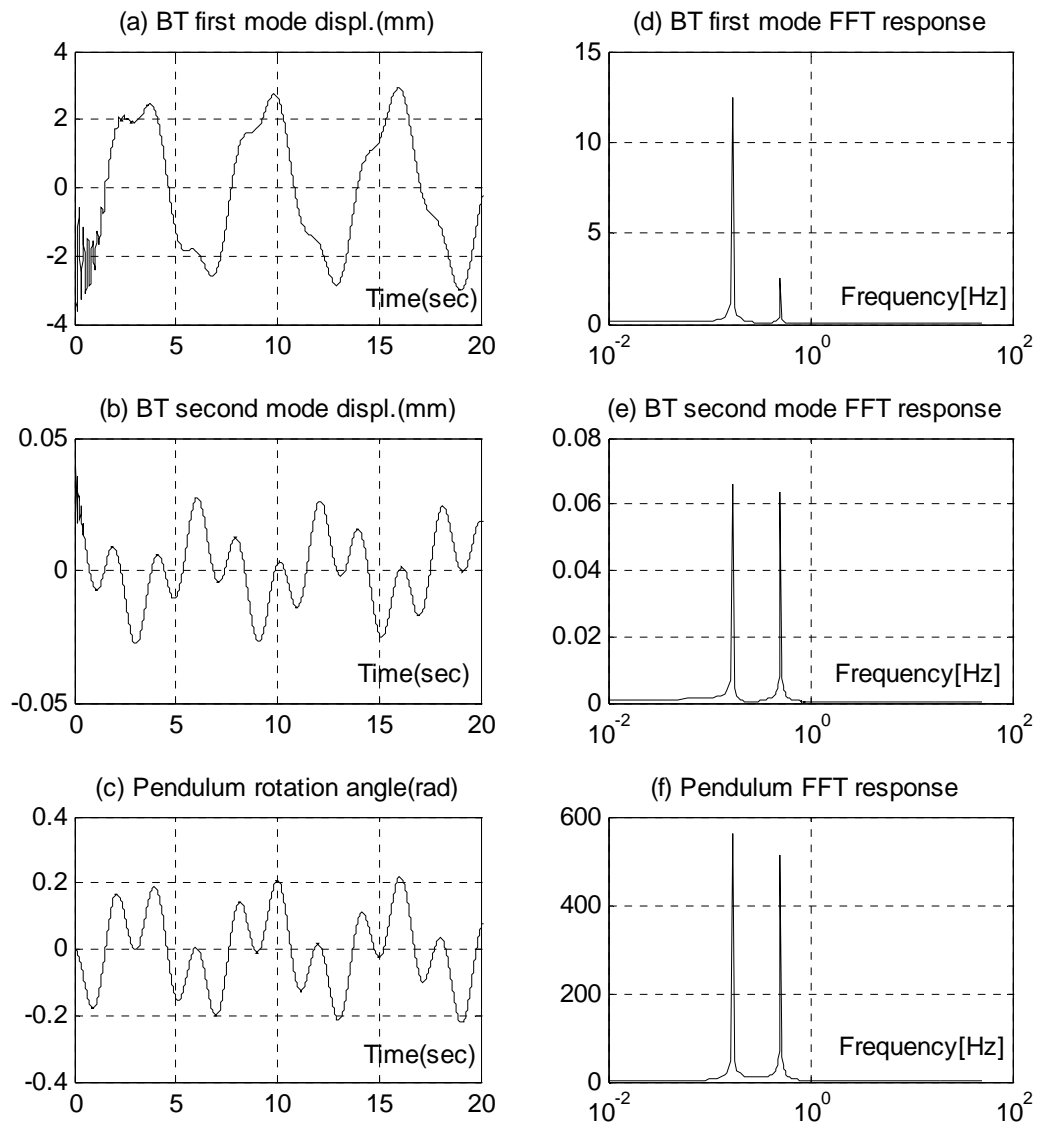 (a) BT first mode displ.(mm)
4
2
0
-2
-4
0 5 10 15 20
Time(sec)
(d) BT first mode FFT response
15
10
5
0
10^-2 10^0 10^2
Frequency[Hz]
(b) BT second mode displ.(mm)
0.05
0
-0.05
0 5 10 15 20
Time(sec)
(e) BT second mode FFT response
0.08
0.06
0.04
0.02
0
10^-2 10^0 10^2
Frequency[Hz]
(c) Pendulum rotation angle(rad)
0.4
0.2
0
-0.2
-0.4
0 5 10 15 20
Time(sec)
(f) Pendulum FFT response
600
400
200
0
10^-2 10^0 10^2
Frequency[Hz]